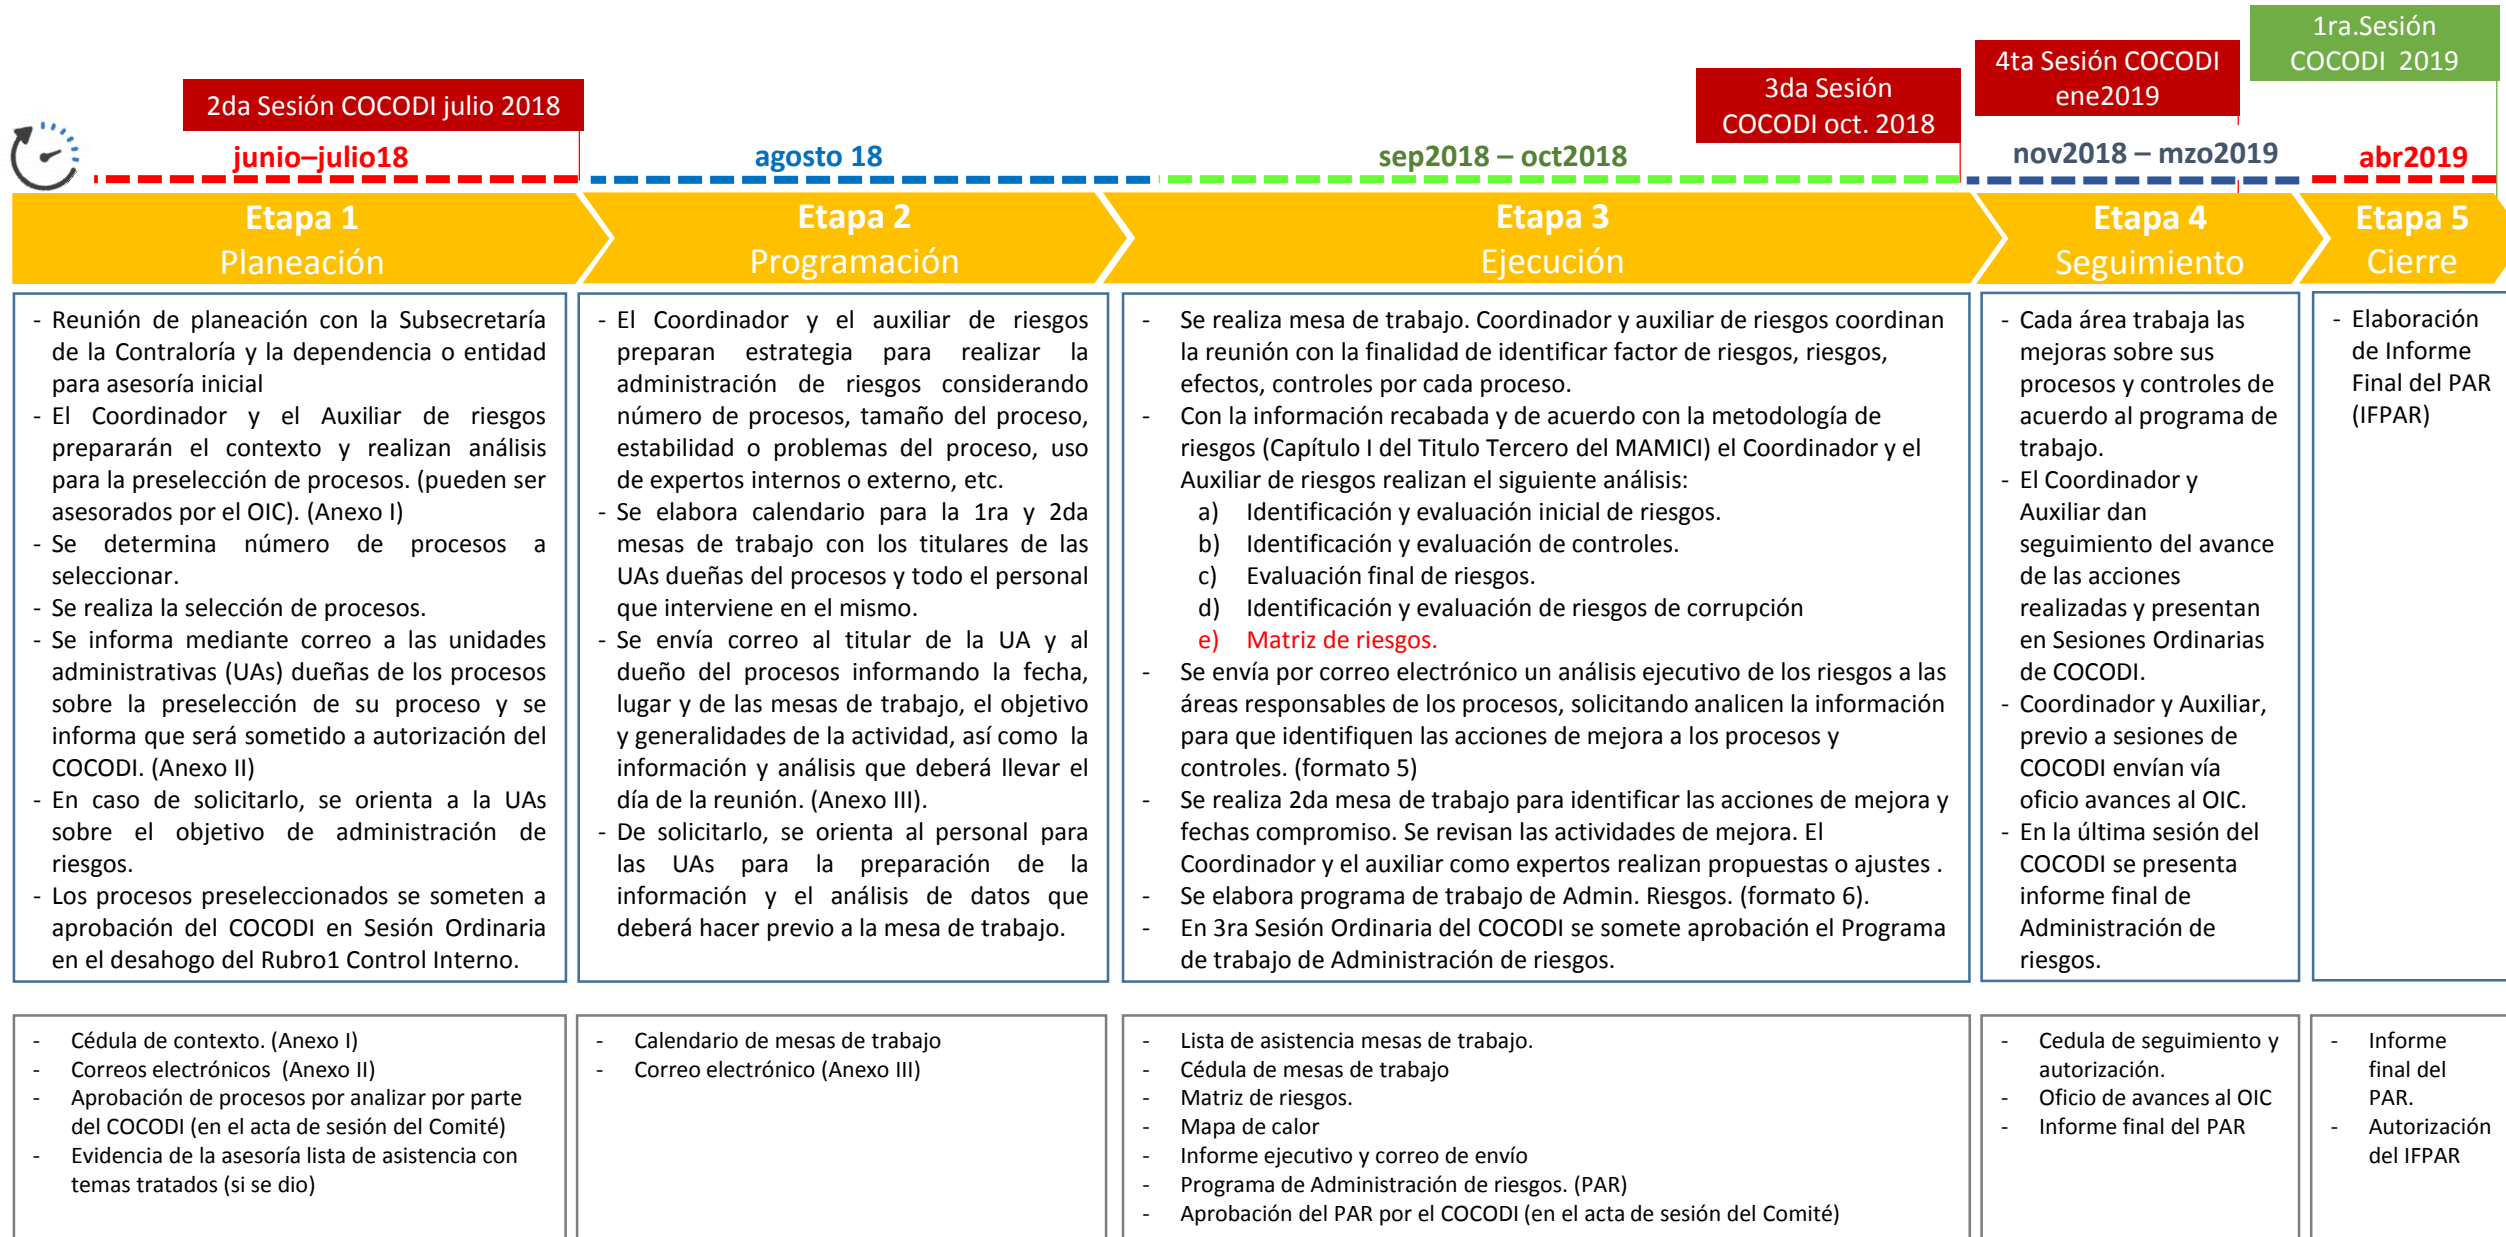 1ra.Sesión
COCODI  2019
4ta Sesión COCODI
ene2019
3da Sesión
COCODI oct. 2018
2da Sesión COCODI julio 2018
junio–julio18
agosto 18
sep2018 – oct2018
nov2018 – mzo2019
abr2019
Etapa 1
Planeación
Etapa 2
Programación
Etapa 3
Ejecución
Etapa 4
Seguimiento
Etapa 5
Cierre
- Reunión de planeación con la Subsecretaría
de la Contraloría y la dependencia o entidad
para asesoría inicial
- El Coordinador y el Auxiliar de riesgos
prepararán el contexto y realizan análisis
para la preselección de procesos. (pueden ser
asesorados por el OIC). (Anexo I)
- Se determina número de procesos a
seleccionar.
- Se realiza la selección de procesos.
- Se informa mediante correo a las unidades
administrativas (UAs) dueñas de los procesos
sobre la preselección de su proceso y se
informa que será sometido a autorización del
COCODI. (Anexo II)
- En caso de solicitarlo, se orienta a la UAs
sobre el objetivo de administración de
riesgos.
- Los procesos preseleccionados se someten a
aprobación del COCODI en Sesión Ordinaria
en el desahogo del Rubro1 Control Interno.
- El Coordinador y el auxiliar de riesgos
preparan estrategia para realizar la
administración de riesgos considerando
número de procesos, tamaño del proceso,
estabilidad o problemas del proceso, uso
de expertos internos o externo, etc.
- Se elabora calendario para la 1ra y 2da
mesas de trabajo con los titulares de las
UAs dueñas del procesos y todo el personal
que interviene en el mismo.
- Se envía correo al titular de la UA y al
dueño del procesos informando la fecha,
lugar y de las mesas de trabajo, el objetivo
y generalidades de la actividad, así como la
información y análisis que deberá llevar el
día de la reunión. (Anexo III).
- De solicitarlo, se orienta al personal para
las UAs para la preparación de la
información y el análisis de datos que
deberá hacer previo a la mesa de trabajo.
- Se realiza mesa de trabajo. Coordinador y auxiliar de riesgos coordinan
la reunión con la finalidad de identificar factor de riesgos, riesgos,
efectos, controles por cada proceso.
- Con la información recabada y de acuerdo con la metodología de
riesgos (Capítulo I del Titulo Tercero del MAMICI) el Coordinador y el
Auxiliar de riesgos realizan el siguiente análisis:
a) Identificación y evaluación inicial de riesgos.
b) Identificación y evaluación de controles.
c) Evaluación final de riesgos.
d) Identificación y evaluación de riesgos de corrupción
e) Matriz de riesgos.
- Se envía por correo electrónico un análisis ejecutivo de los riesgos a las
áreas responsables de los procesos, solicitando analicen la información
para que identifiquen las acciones de mejora a los procesos y
controles. (formato 5)
- Se realiza 2da mesa de trabajo para identificar las acciones de mejora y
fechas compromiso. Se revisan las actividades de mejora. El
Coordinador y el auxiliar como expertos realizan propuestas o ajustes .
- Se elabora programa de trabajo de Admin. Riesgos. (formato 6).
- En 3ra Sesión Ordinaria del COCODI se somete aprobación el Programa
de trabajo de Administración de riesgos.
- Cada área trabaja las
mejoras sobre sus
procesos y controles de
acuerdo al programa de
trabajo.
- El Coordinador y
Auxiliar dan
seguimiento del avance
de las acciones
realizadas y presentan
en Sesiones Ordinarias
de COCODI.
- Coordinador y Auxiliar,
previo a sesiones de
COCODI envían vía
oficio avances al OIC.
- En la última sesión del
COCODI se presenta
informe final de
Administración de
riesgos.
- Elaboración
de Informe
Final del PAR
(IFPAR)
- Cédula de contexto. (Anexo I)
- Correos electrónicos  (Anexo II)
- Aprobación de procesos por analizar por parte
del COCODI (en el acta de sesión del Comité)
- Evidencia de la asesoría lista de asistencia con
temas tratados (si se dio)
- Calendario de mesas de trabajo
- Correo electrónico (Anexo III)
- Lista de asistencia mesas de trabajo.
- Cédula de mesas de trabajo
- Matriz de riesgos.
- Mapa de calor
- Informe ejecutivo y correo de envío
- Programa de Administración de riesgos. (PAR)
- Aprobación del PAR por el COCODI (en el acta de sesión del Comité)
- Cedula de seguimiento y
autorización.
- Oficio de avances al OIC
- Informe final del PAR
- Informe
final del
PAR.
- Autorización
del IFPAR